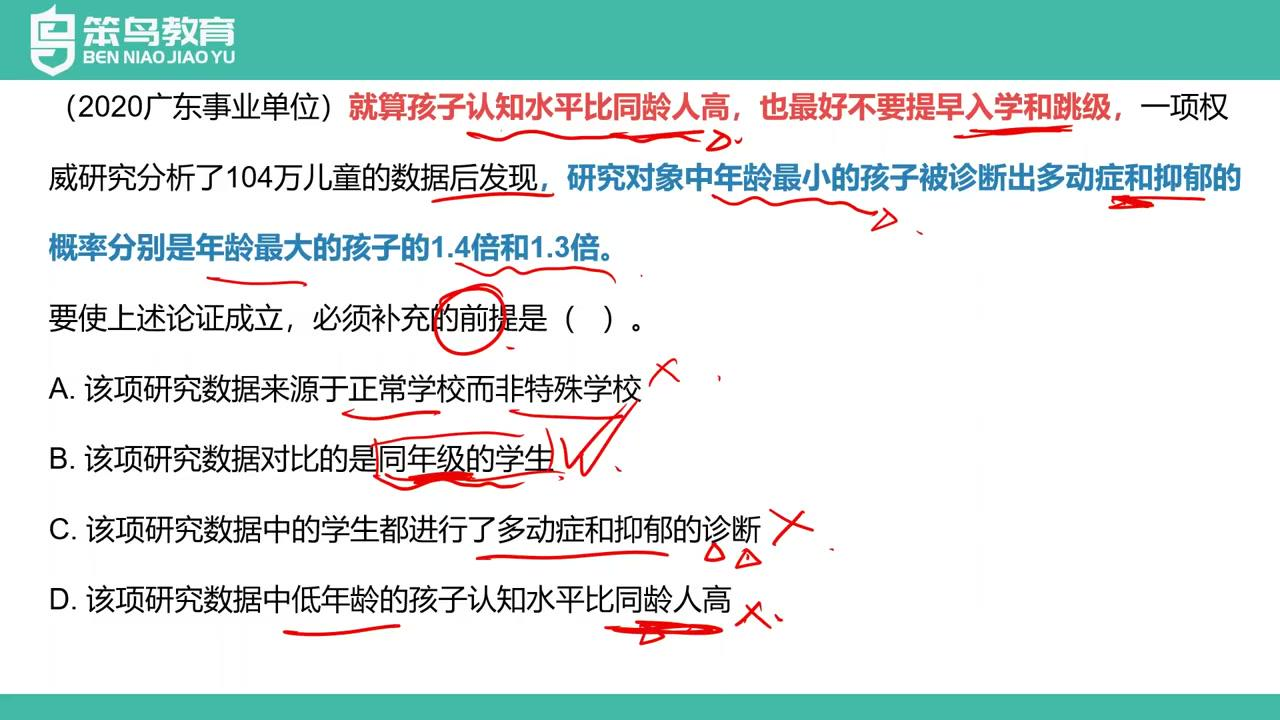 笨鸟教育
BEN NIAO JIAO YU
（2020广东事业单位）就算孩子认知水平比同龄人高，也最好不要提早入学和跳级，一项权
威研究分析了104万儿童的数据后发现，研究对象中年龄最小的孩子被诊断出多动症和抑郁的
概率分别是年龄最大的孩子的1.4倍和1.3倍。
要使上述论证成立，必须补充的前提是（ ）。
A. 该项研究数据来源于正常学校而非特殊学校
B. 该项研究数据对比的是同年级的学生
C. 该项研究数据中的学生都进行了多动症和抑郁的诊断
D. 该项研究数据中低年龄的孩子认知水平比同龄人高